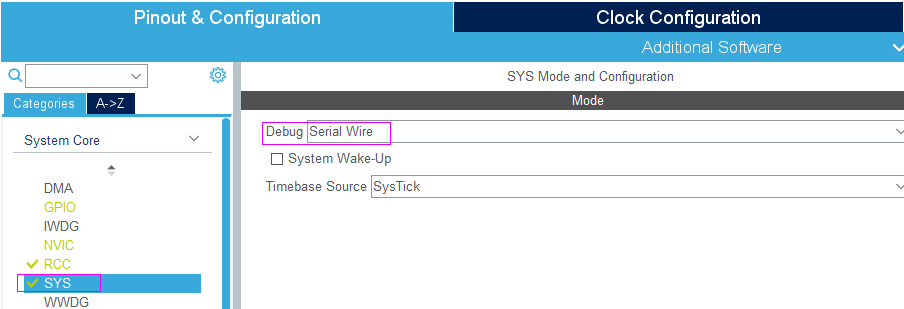 Pinout & Configuration
Clock Configuration
Additional Software
Categories
A->Z
System Core
DMA
GPIO
IWDG
NVIC
RCC
SYS
WWDG
SYS Mode and Configuration
Mode
Debug Serial Wire
System Wake-Up
Timebase Source SysTick